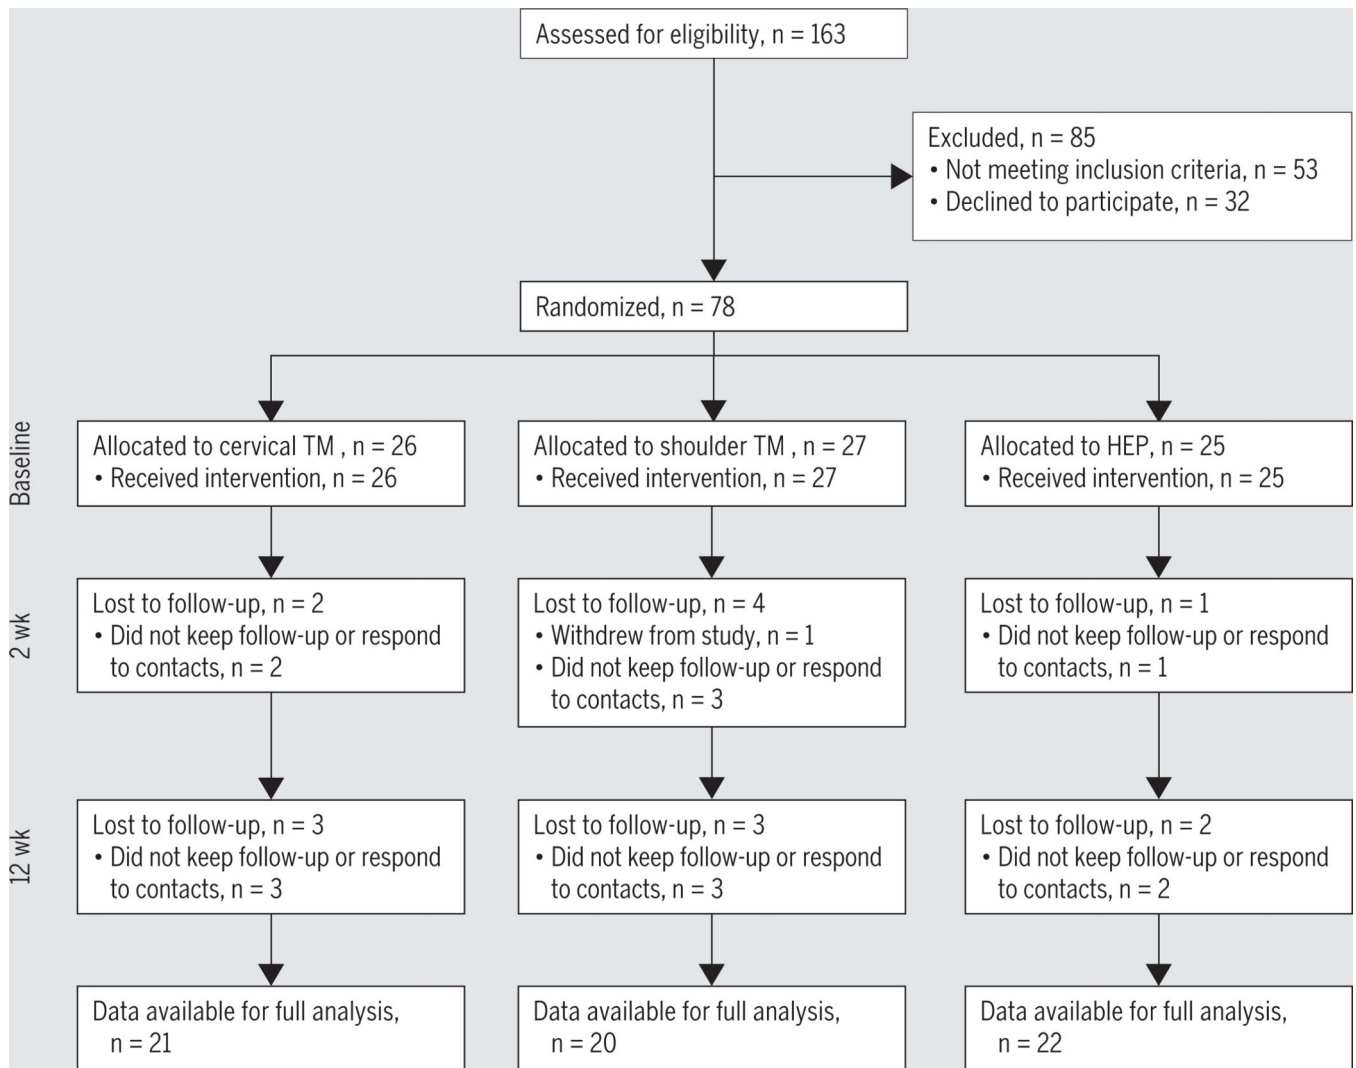 Assessed for eligibility, n = 163
Excluded, n = 85
• Not meeting inclusion criteria, n = 53
• Declined to participate, n = 32
Randomized, n = 78
Baseline
Allocated to cervical TM , n = 26
• Received intervention, n = 26
Allocated to shoulder TM , n = 27
• Received intervention, n = 27
Allocated to HEP, n = 25
• Received intervention, n = 25
2 wk
Lost to follow-up, n = 2
• Did not keep follow-up or respond
to contacts, n = 2
Lost to follow-up, n = 4
• Withdrew from study, n = 1
• Did not keep follow-up or respond
to contacts, n = 3
Lost to follow-up, n = 1
• Did not keep follow-up or respond
to contacts, n = 1
12 wk
Lost to follow-up, n = 3
• Did not keep follow-up or respond
to contacts, n = 3
Lost to follow-up, n = 3
• Did not keep follow-up or respond
to contacts, n = 3
Lost to follow-up, n = 2
• Did not keep follow-up or respond
to contacts, n = 2
Data available for full analysis,
n = 21
Data available for full analysis,
n = 20
Data available for full analysis,
n = 22